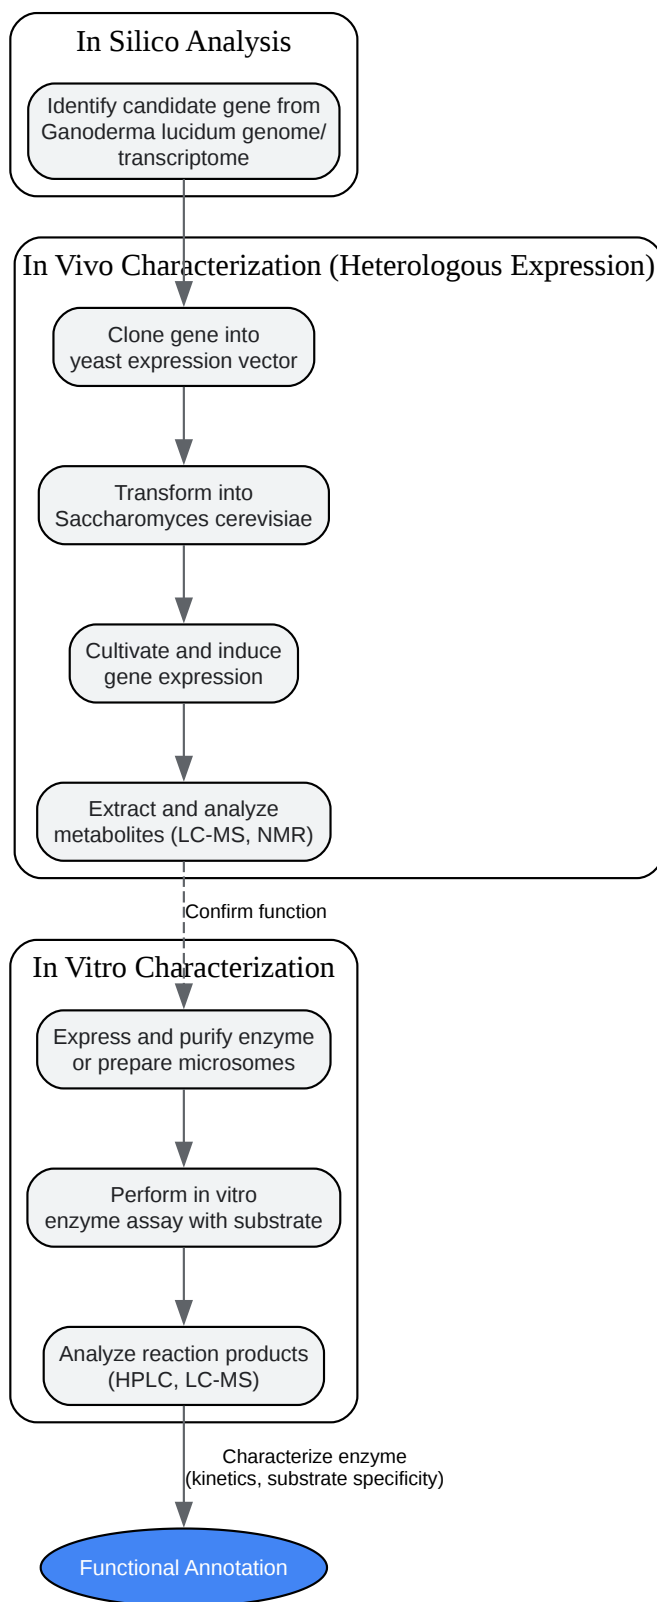 In Silico Analysis
Identify candidate gene from
Ganoderma lucidum genome/
transcriptome
In Vivo Characterization (Heterologous Expression)
Clone gene into
yeast expression vector
Transform into
Saccharomyces cerevisiae
Cultivate and induce
gene expression
Extract and analyze
metabolites (LC-MS, NMR)
Confirm function
In Vitro Characterization
Express and purify enzyme
or prepare microsomes
Perform in vitro
enzyme assay with substrate
Analyze reaction products
(HPLC, LC-MS)
Characterize enzyme
(kinetics, substrate specificity)
Functional Annotation